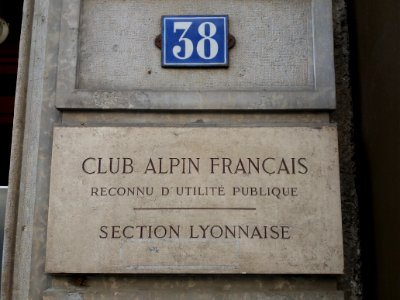 38
CLUB ALPIN FRANÇAIS
RECONNU D'UTILITÉ PUBLIQUE
SECTION LYONNAISE